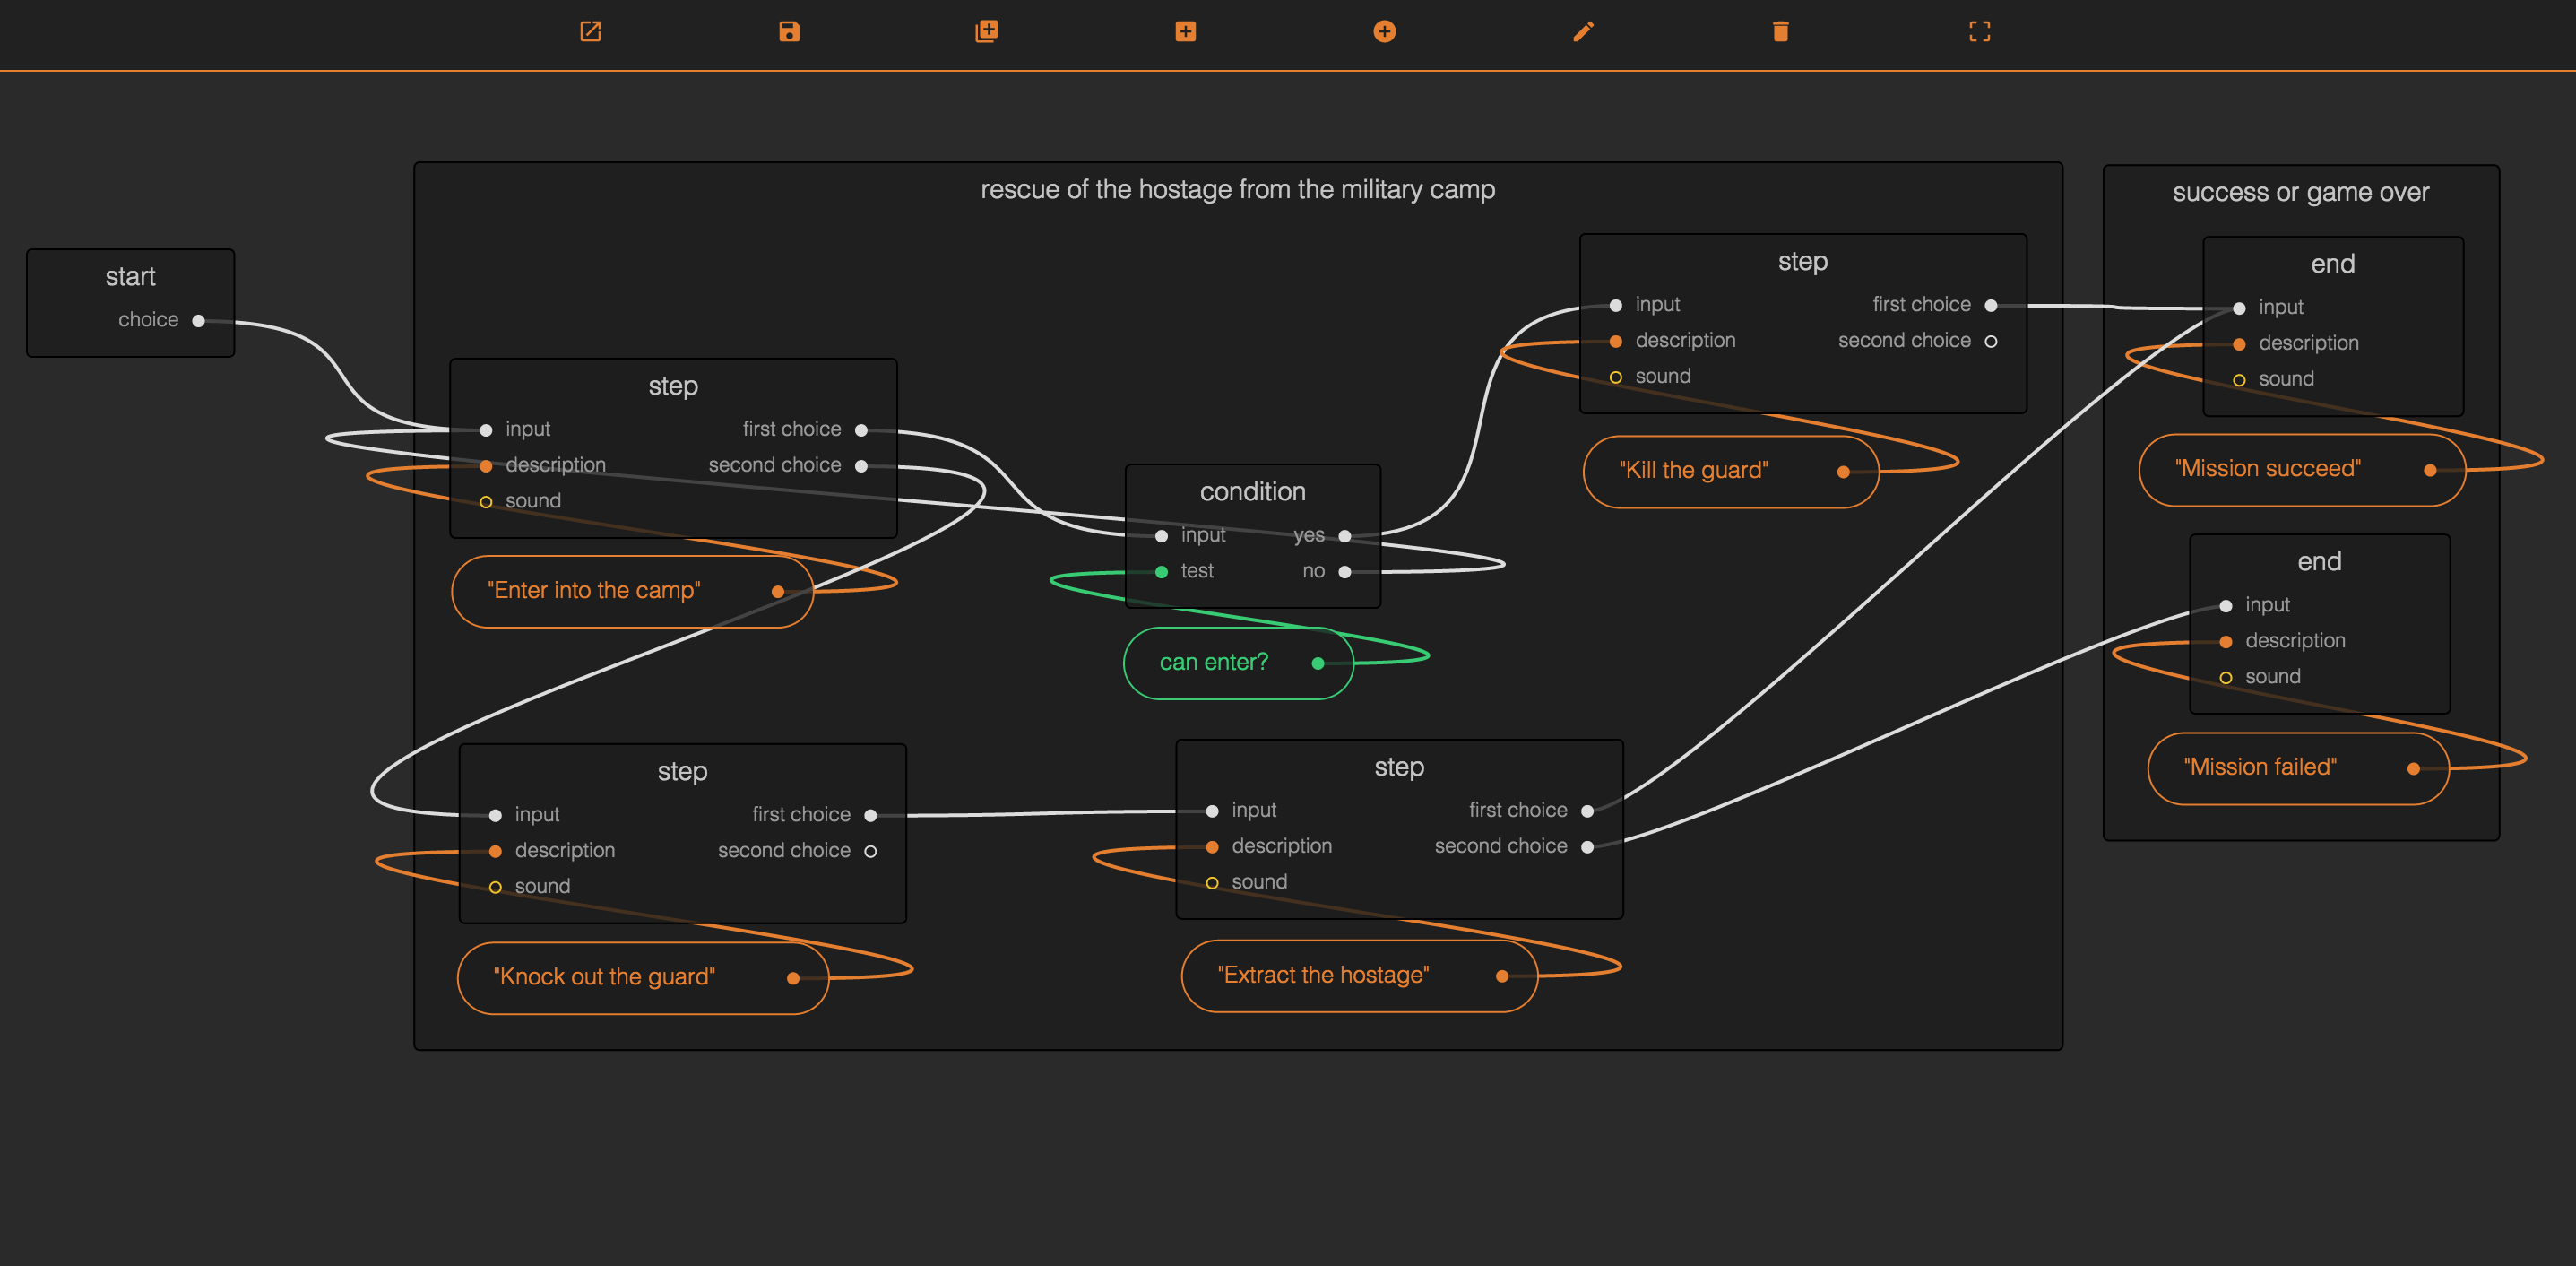 rescue of the hostage from the military camp
success or game over
start
choice
step
input first choice
description second choice
sound
"Enter into the camp"
condition
input yes
test no
can enter?
step
input first choice
description second choice
sound
"Kill the guard"
step
input first choice
description second choice
sound
"Knock out the guard"
step
input first choice
description second choice
sound
"Extract the hostage"
end
input
description
sound
"Mission succeed"
end
input
description
sound
"Mission failed"